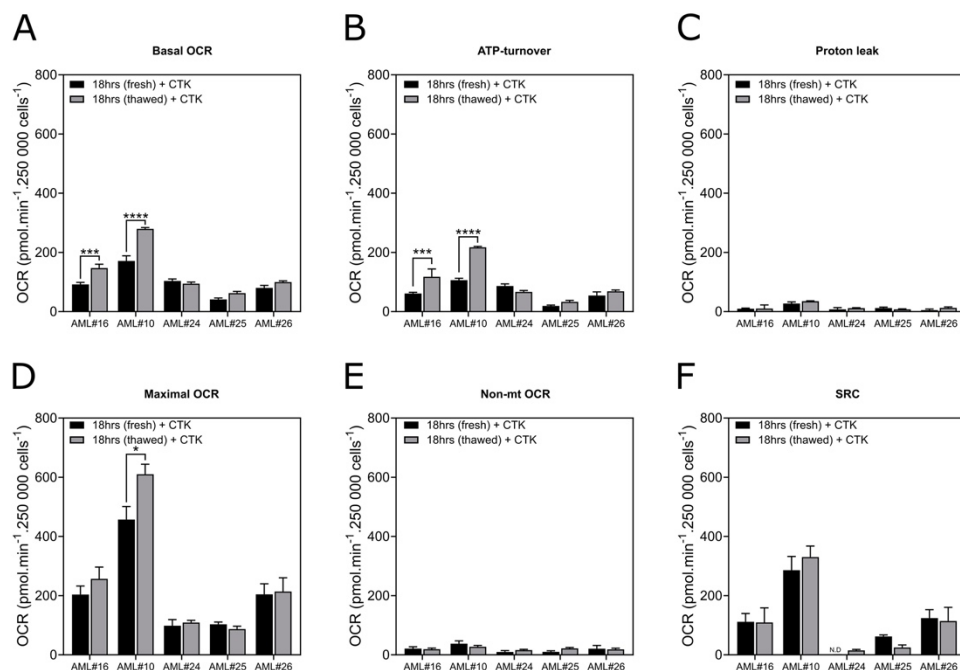 A
Basal OCR
OCR (pmol.min⁻¹.250 000 cells⁻¹)
800
600
400
200
0
18hrs (fresh) + CTK
18hrs (thawed) + CTK
***
****
AML#16 AML#10 AML#24 AML#25 AML#26
B
ATP-turnover
OCR (pmol.min⁻¹.250 000 cells⁻¹)
800
600
400
200
0
18hrs (fresh) + CTK
18hrs (thawed) + CTK
***
****
AML#16 AML#10 AML#24 AML#25 AML#26
C
Proton leak
OCR (pmol.min⁻¹.250 000 cells⁻¹)
800
600
400
200
0
18hrs (fresh) + CTK
18hrs (thawed) + CTK
AML#16 AML#10 AML#24 AML#25 AML#26
D
Maximal OCR
OCR (pmol.min⁻¹.250 000 cells⁻¹)
800
600
400
200
0
18hrs (fresh) + CTK
18hrs (thawed) + CTK
*
AML#16 AML#10 AML#24 AML#25 AML#26
E
Non-mt OCR
OCR (pmol.min⁻¹.250 000 cells⁻¹)
800
600
400
200
0
18hrs (fresh) + CTK
18hrs (thawed) + CTK
AML#16 AML#10 AML#24 AML#25 AML#26
F
SRC
OCR (pmol.min⁻¹.250 000 cells⁻¹)
800
600
400
200
0
18hrs (fresh) + CTK
18hrs (thawed) + CTK
N.D
AML#16 AML#10 AML#24 AML#25 AML#26